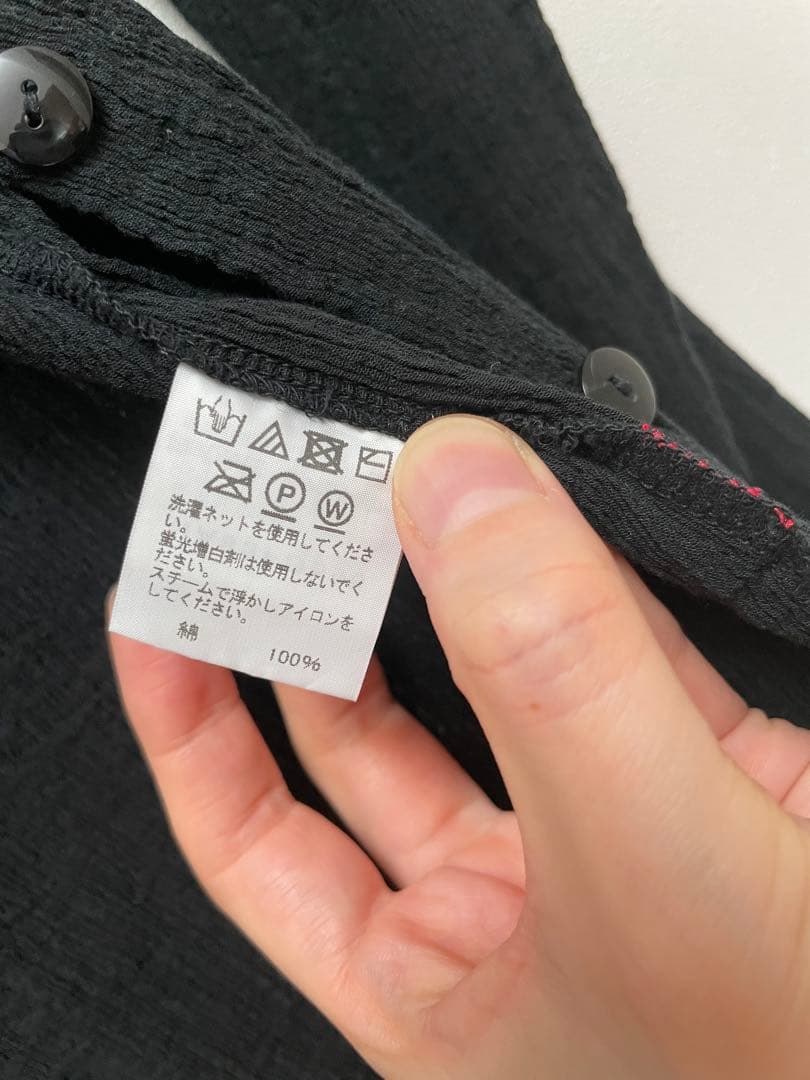 P W
洗濯ネットを使用してくださ
い。
蛍光増白剤は使用しないでく
ださい。
スチームで浮かしアイロンを
してください。
綿
100%